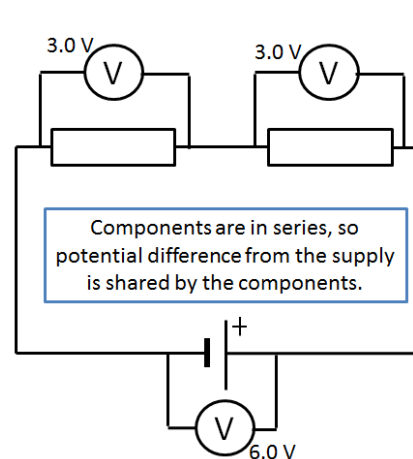 3.0 V
V
3.0 V
V
Components are in series, so
potential difference from the supply
is shared by the components.
+
V
6.0 V